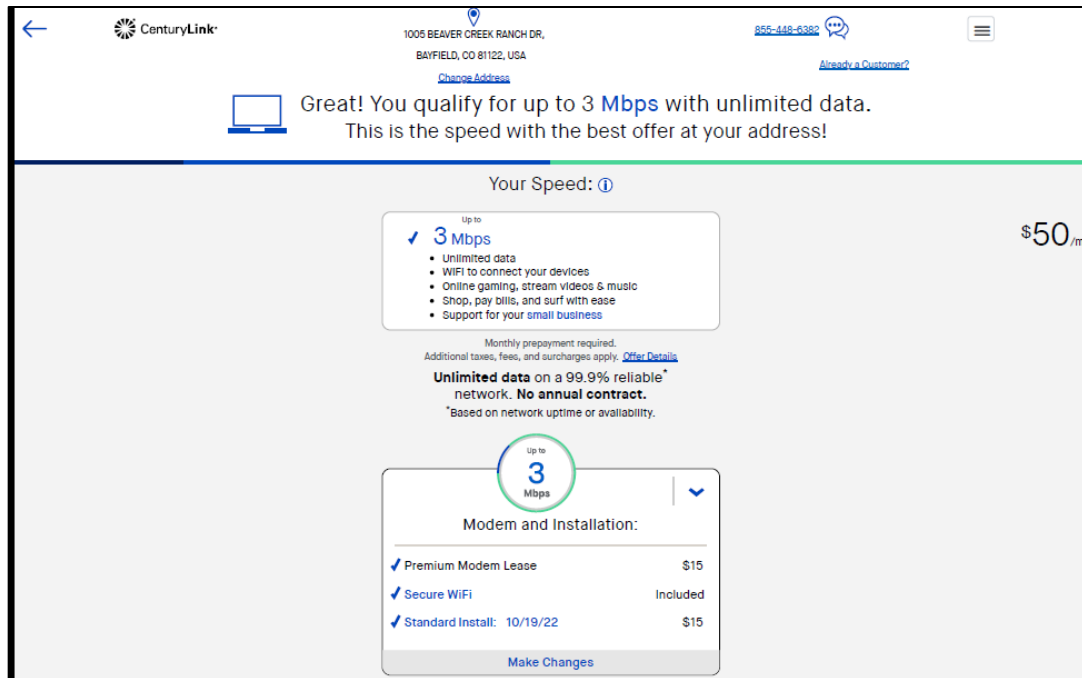 CenturyLink
1005 BEAVER CREEK RANCH DR,
BAYFIELD, CO 81122, USA
Change Address
855-448-6382
Already a Customer?
Great! You qualify for up to 3 Mbps with unlimited data.
This is the speed with the best offer at your address!
Your Speed:
Up to
3 Mbps
• Unlimited data
• WiFi to connect your devices
• Online gaming, stream videos & music
• Shop, pay bills, and surf with ease
• Support for your small business
$50/m
Monthly prepayment required.
Additional taxes, fees, and surcharges apply. Offer Details
Unlimited data on a 99.9% reliable*
network. No annual contract.
*Based on network uptime or availability.
Up to
3
Mbps
Modem and Installation:
Premium Modem Lease $15
Secure WiFi Included
Standard Install: 10/19/22 $15
Make Changes